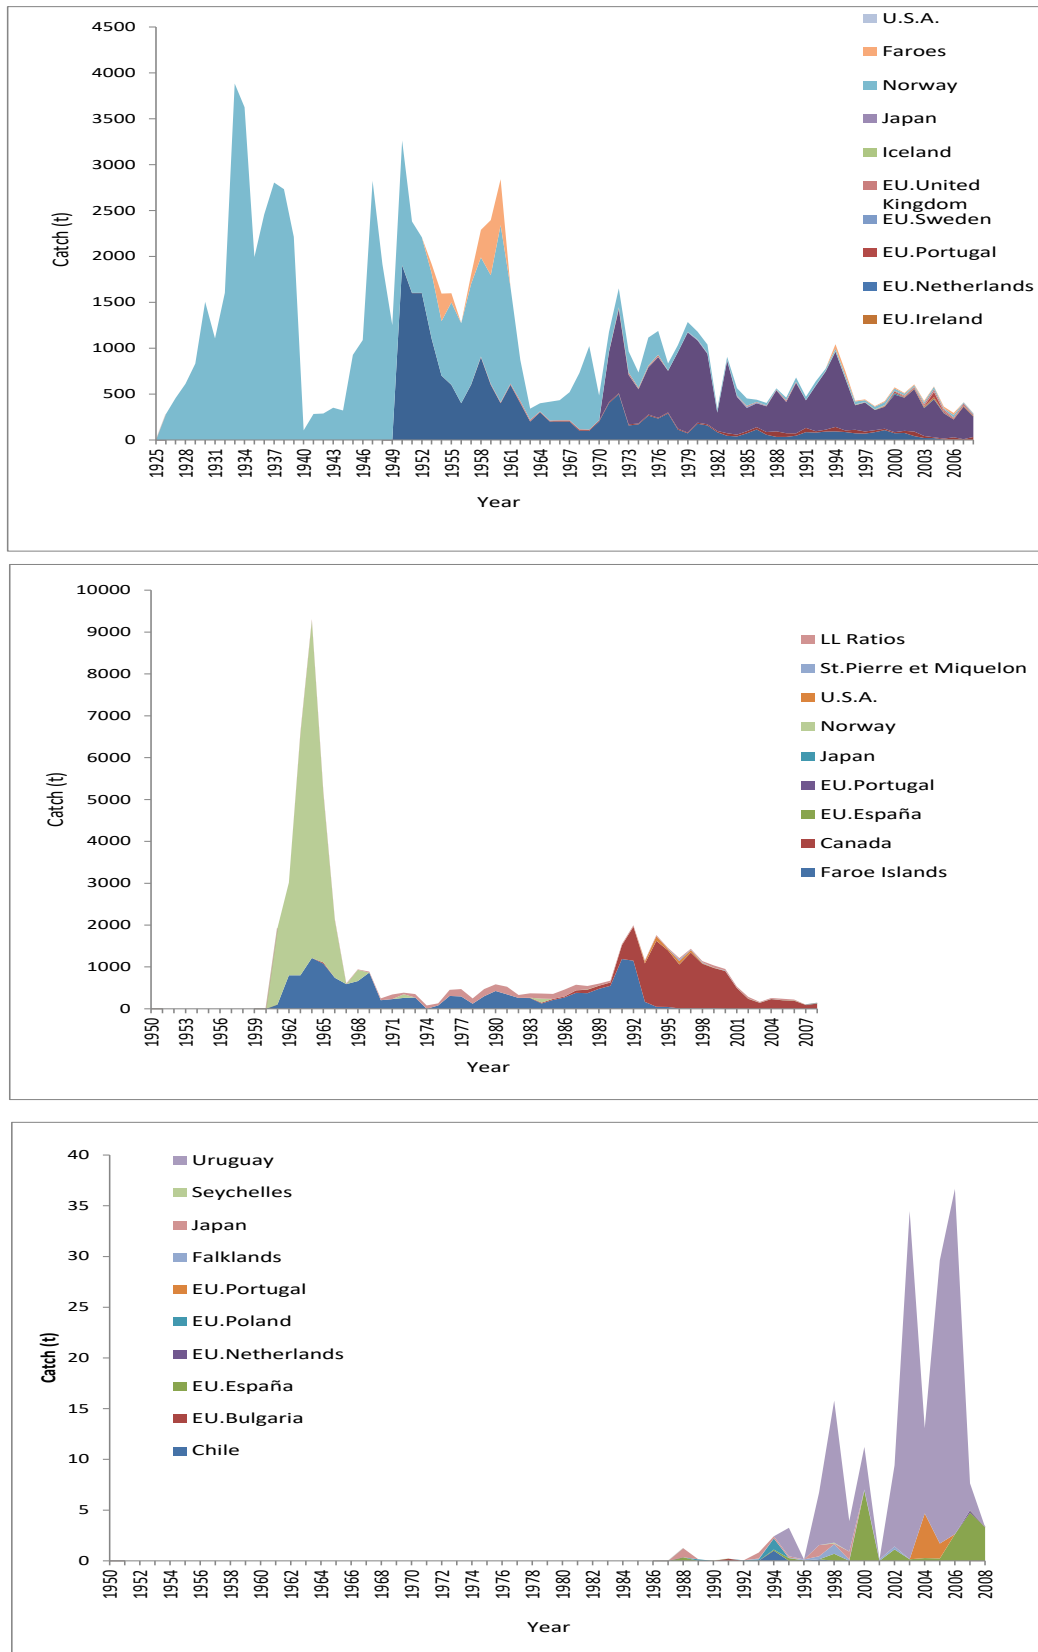 4500
4000
3500
3000
2500
2000
1500
1000
500
0
Catch (t)
1925 1928 1931 1934 1937 1940 1943 1946 1949 1952 1955 1958 1961 1964 1967 1970 1973 1976 1979 1982 1985 1988 1991 1994 1997 2000 2003 2006
Year
U.S.A.
Faroes
Norway
Japan
Iceland
EU.United
Kingdom
EU.Sweden
EU.Portugal
EU.Netherlands
EU.Ireland
10000
9000
8000
7000
6000
5000
4000
3000
2000
1000
0
Catch (t)
1950 1953 1956 1959 1962 1965 1968 1971 1974 1977 1980 1983 1986 1989 1992 1995 1998 2001 2004 2007
Year
LL Ratios
St.Pierre et Miquelon
U.S.A.
Norway
Japan
EU.Portugal
EU.España
Canada
Faroe Islands
40
35
30
25
20
15
10
5
0
Catch (t)
Uruguay
Seychelles
Japan
Falklands
EU.Portugal
EU.Poland
EU.Netherlands
EU.España
EU.Bulgaria
Chile
1950 1952 1954 1956 1958 1960 1962 1964 1966 1968 1970 1972 1974 1976 1978 1980 1982 1984 1986 1988 1990 1992 1994 1996 1998 2000 2002 2004 2006 2008
Year